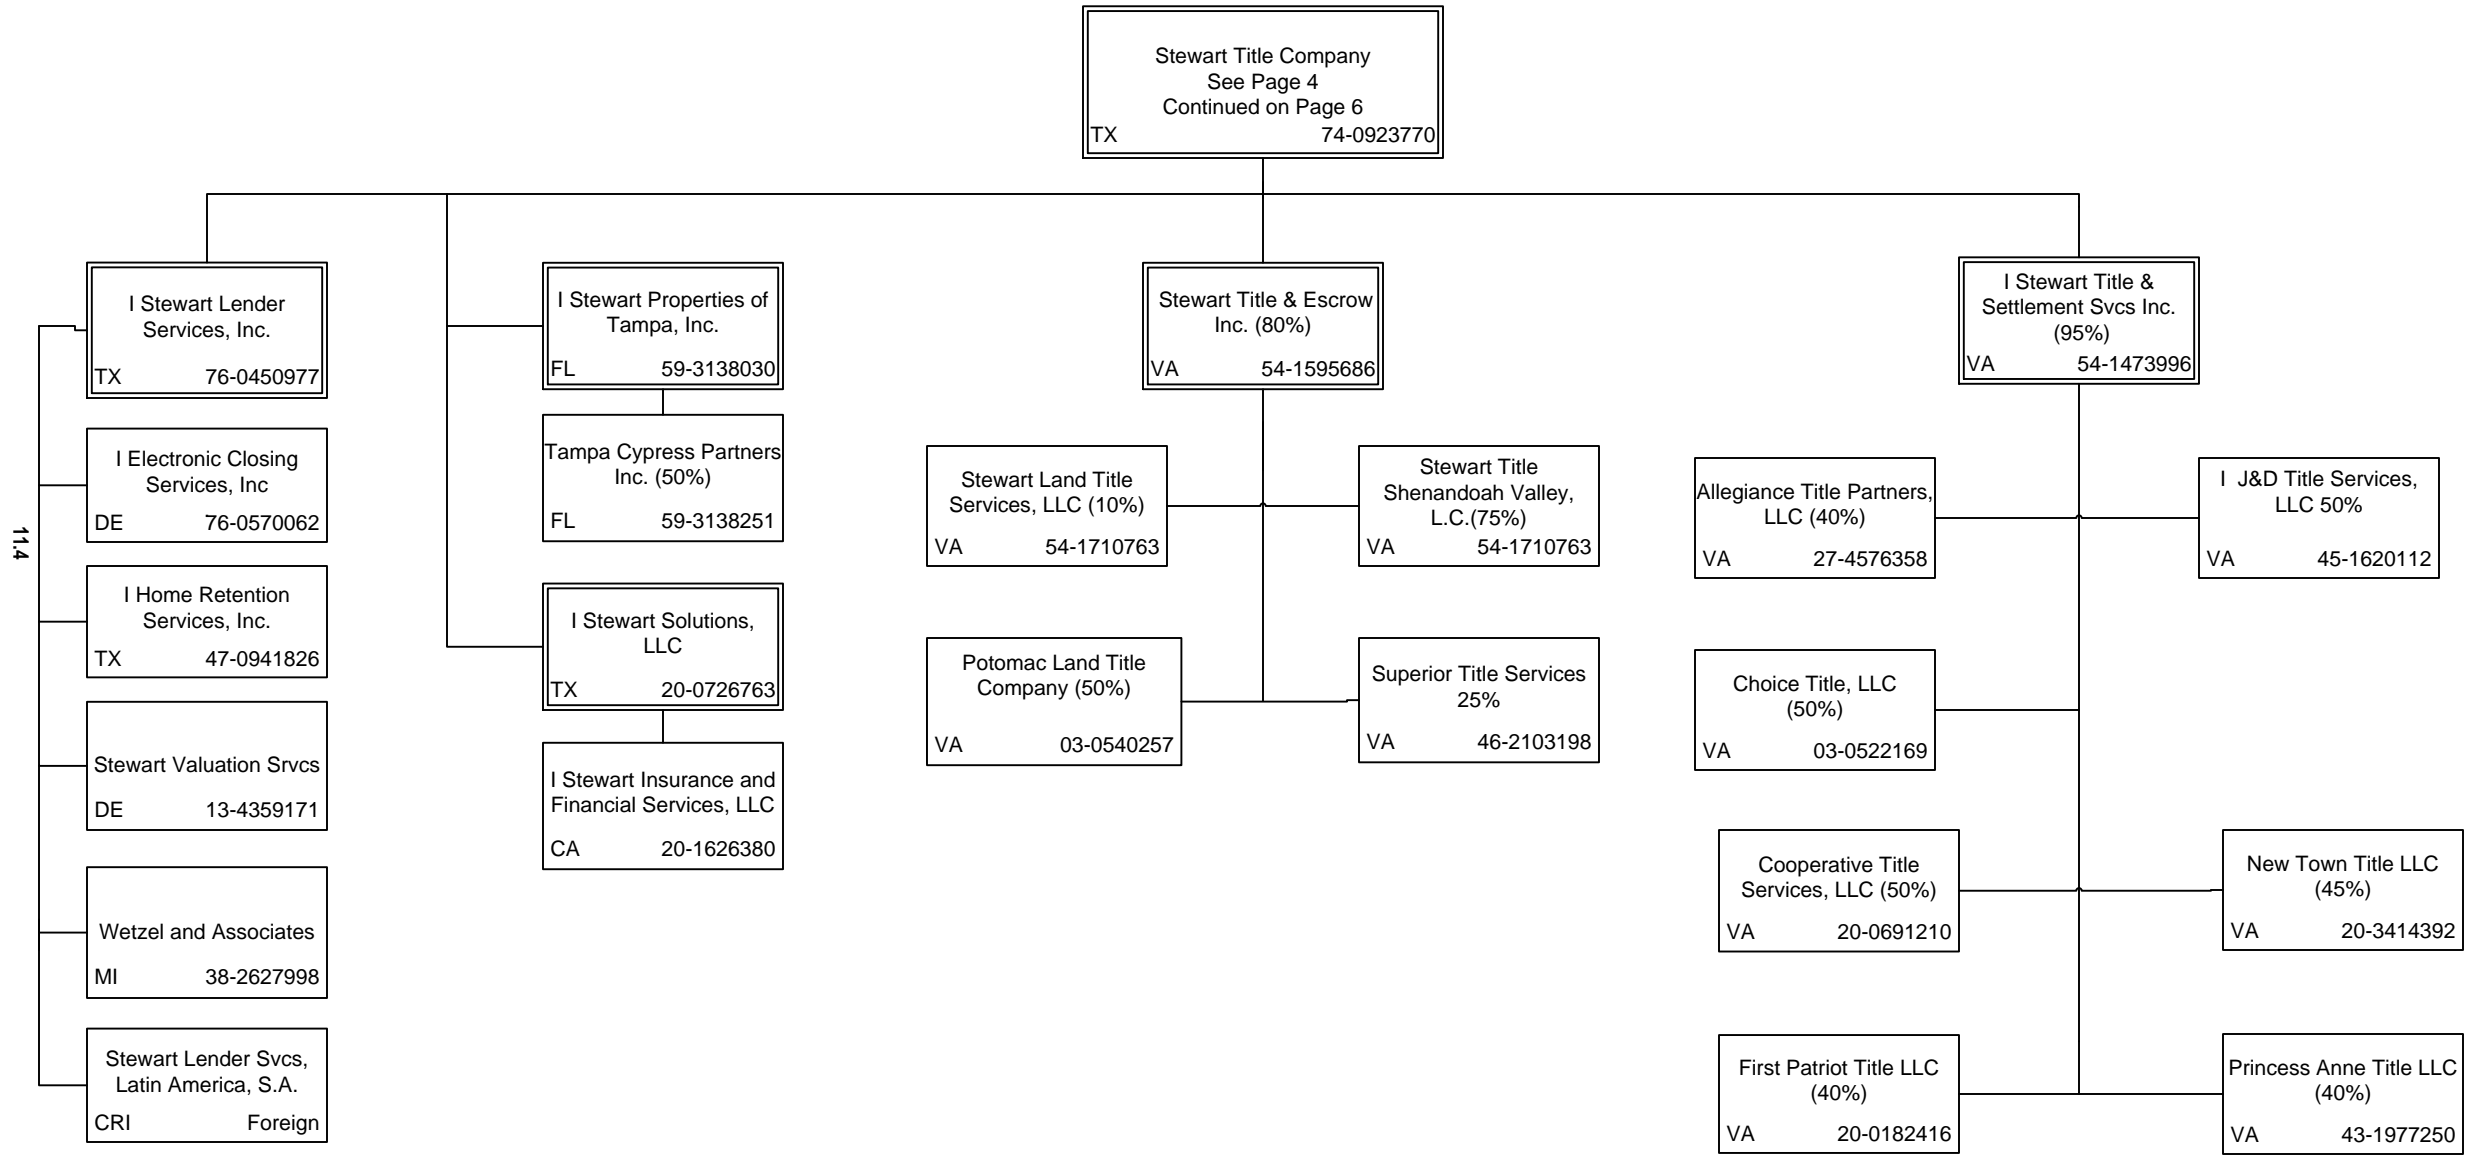 Stewart Title Company
See Page 4
Continued on Page 6
TX 74-0923770
I Stewart Lender
Services, Inc.
TX 76-0450977
I Electronic Closing
Services, Inc
DE 76-0570062
I Home Retention
Services, Inc.
TX 47-0941826
Stewart Valuation Srvcs
DE 13-4359171
Wetzel and Associates
MI 38-2627998
Stewart Lender Svcs,
Latin America, S.A.
CRI Foreign
11.4
I Stewart Properties of
Tampa, Inc.
FL 59-3138030
Tampa Cypress Partners
Inc. (50%)
FL 59-3138251
I Stewart Solutions,
LLC
TX 20-0726763
I Stewart Insurance and
Financial Services, LLC
CA 20-1626380
Stewart Title & Escrow
Inc. (80%)
VA 54-1595686
Stewart Land Title
Services, LLC (10%)
VA 54-1710763
Stewart Title
Shenandoah Valley,
L.C.(75%)
VA 54-1710763
Potomac Land Title
Company (50%)
VA 03-0540257
Superior Title Services
25%
VA 46-2103198
I Stewart Title &
Settlement Svcs Inc.
(95%)
VA 54-1473996
Allegiance Title Partners,
LLC (40%)
VA 27-4576358
I J&D Title Services,
LLC 50%
VA 45-1620112
Choice Title, LLC
(50%)
VA 03-0522169
Cooperative Title
Services, LLC (50%)
VA 20-0691210
New Town Title LLC
(45%)
VA 20-3414392
First Patriot Title LLC
(40%)
VA 20-0182416
Princess Anne Title LLC
(40%)
VA 43-1977250